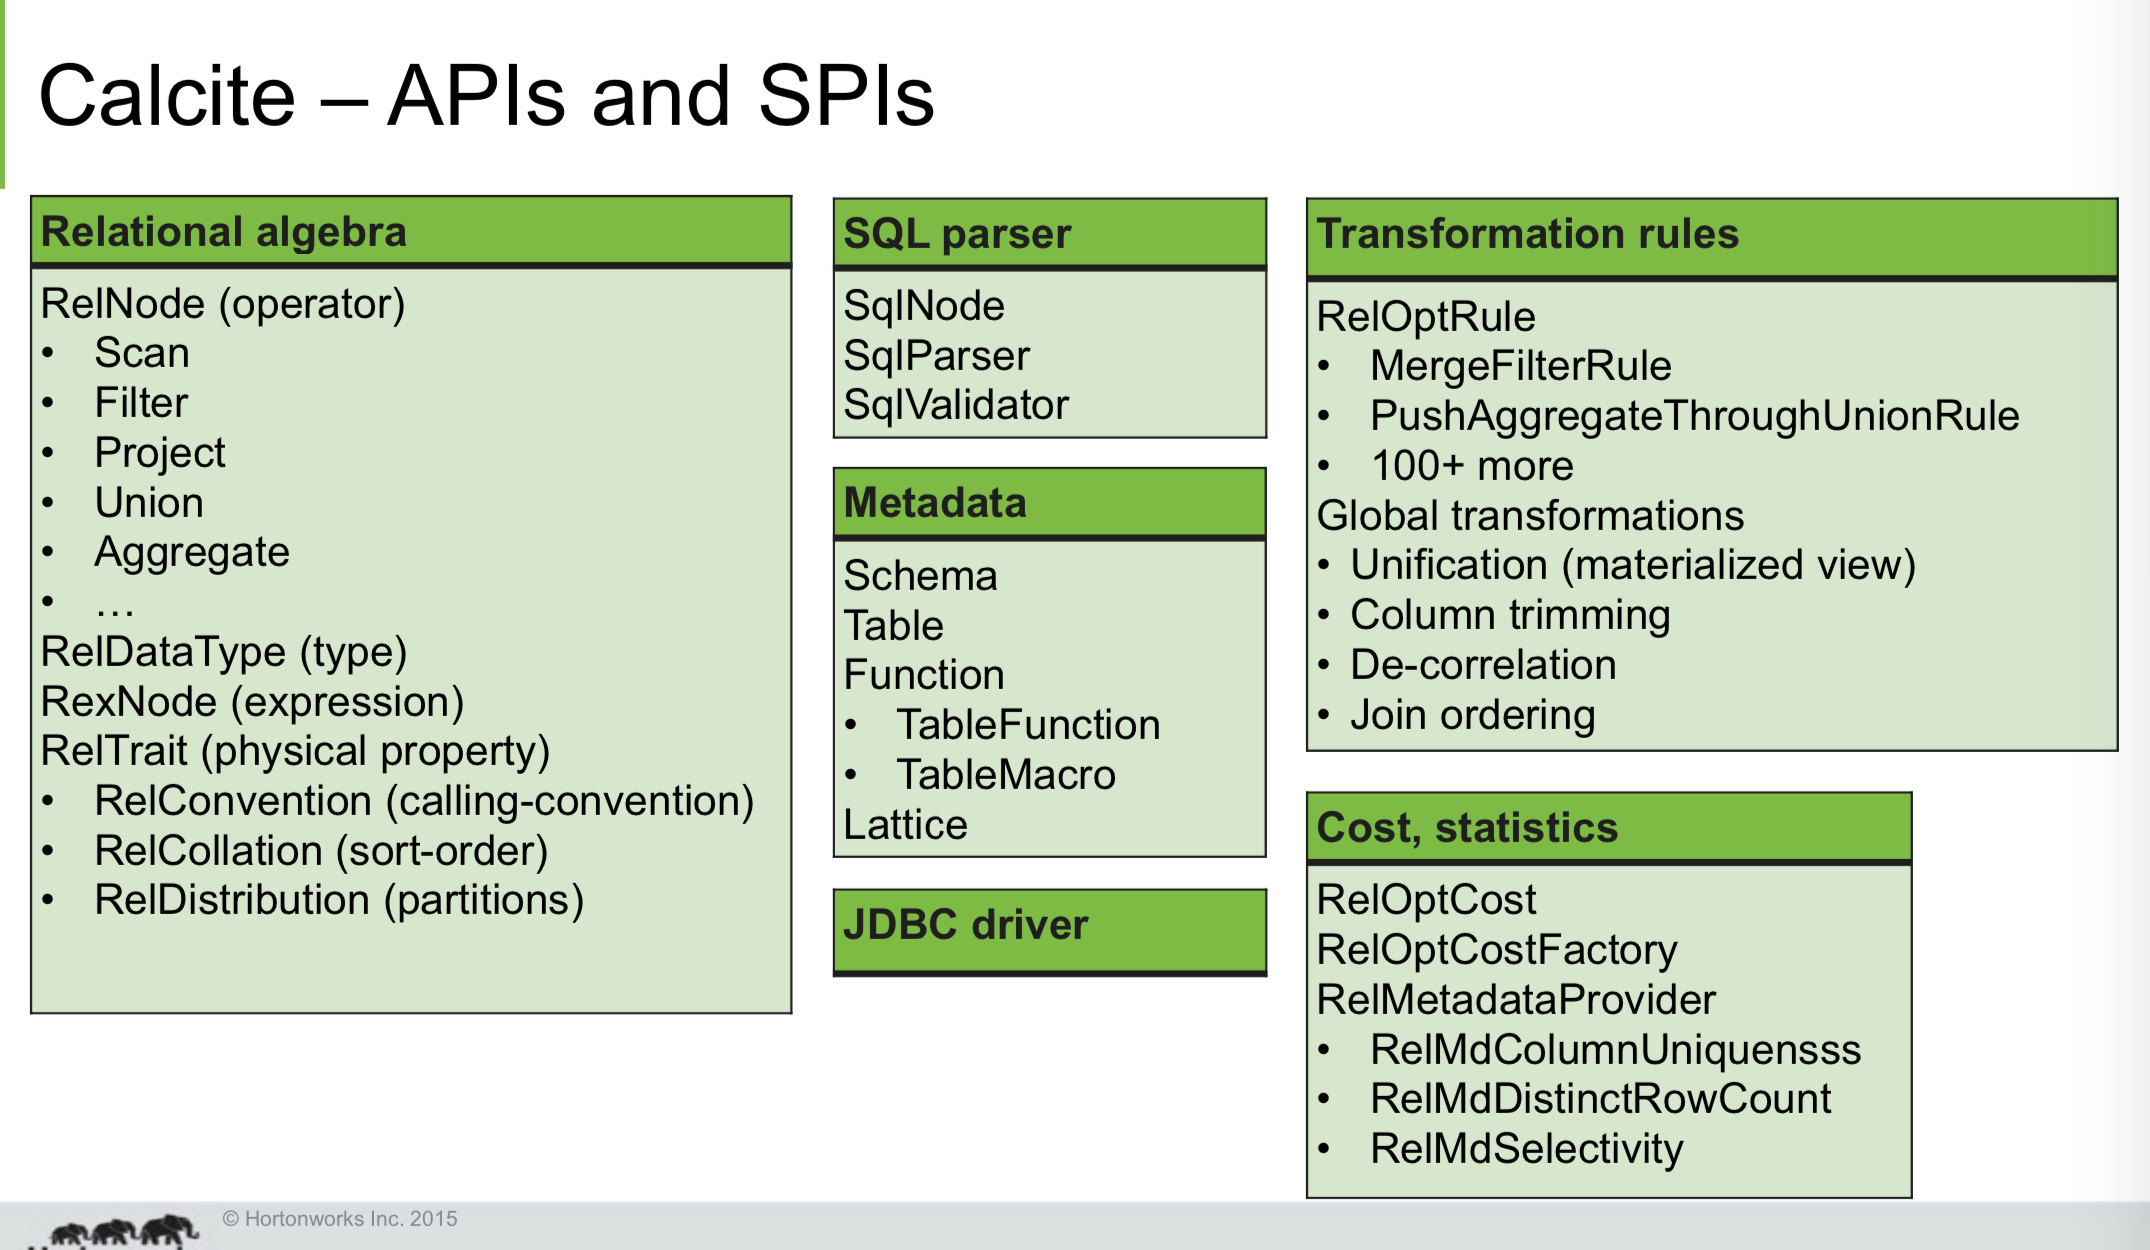 Calcite – APIs and SPIs
Relational algebra
RelNode (operator)
• Scan
• Filter
• Project
• Union
• Aggregate
• …
RelDataType (type)
RexNode (expression)
RelTrait (physical property)
• RelConvention (calling-convention)
• RelCollation (sort-order)
• RelDistribution (partitions)
SQL parser
SqlNode
SqlParser
SqlValidator
Metadata
Schema
Table
Function
• TableFunction
• TableMacro
Lattice
JDBC driver
Transformation rules
RelOptRule
• MergeFilterRule
• PushAggregateThroughUnionRule
• 100+ more
Global transformations
• Unification (materialized view)
• Column trimming
• De-correlation
• Join ordering
Cost, statistics
RelOptCost
RelOptCostFactory
RelMetadataProvider
• RelMdColumnUniquensss
• RelMdDistinctRowCount
• RelMdSelectivity
© Hortonworks Inc. 2015